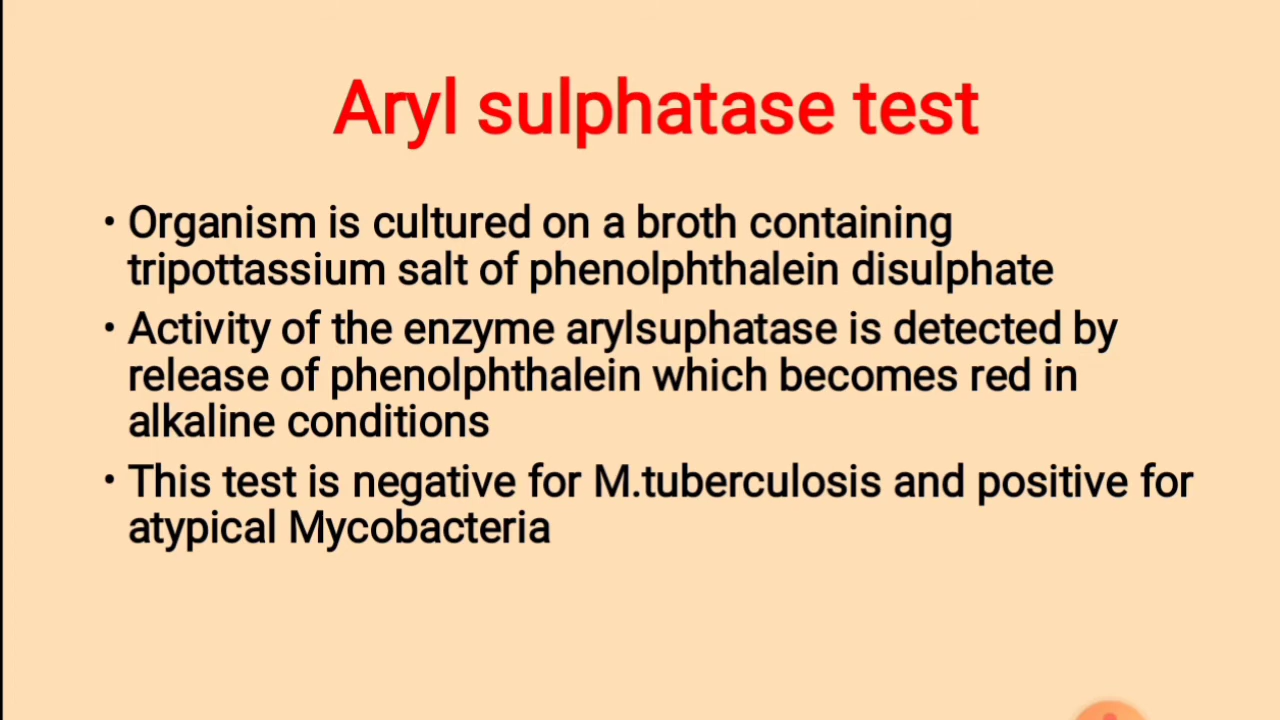 Aryl sulphatase test
• Organism is cultured on a broth containing
tripottassium salt of phenolphthalein disulphate
• Activity of the enzyme arylsuphatase is detected by
release of phenolphthalein which becomes red in
alkaline conditions
• This test is negative for M.tuberculosis and positive for
atypical Mycobacteria